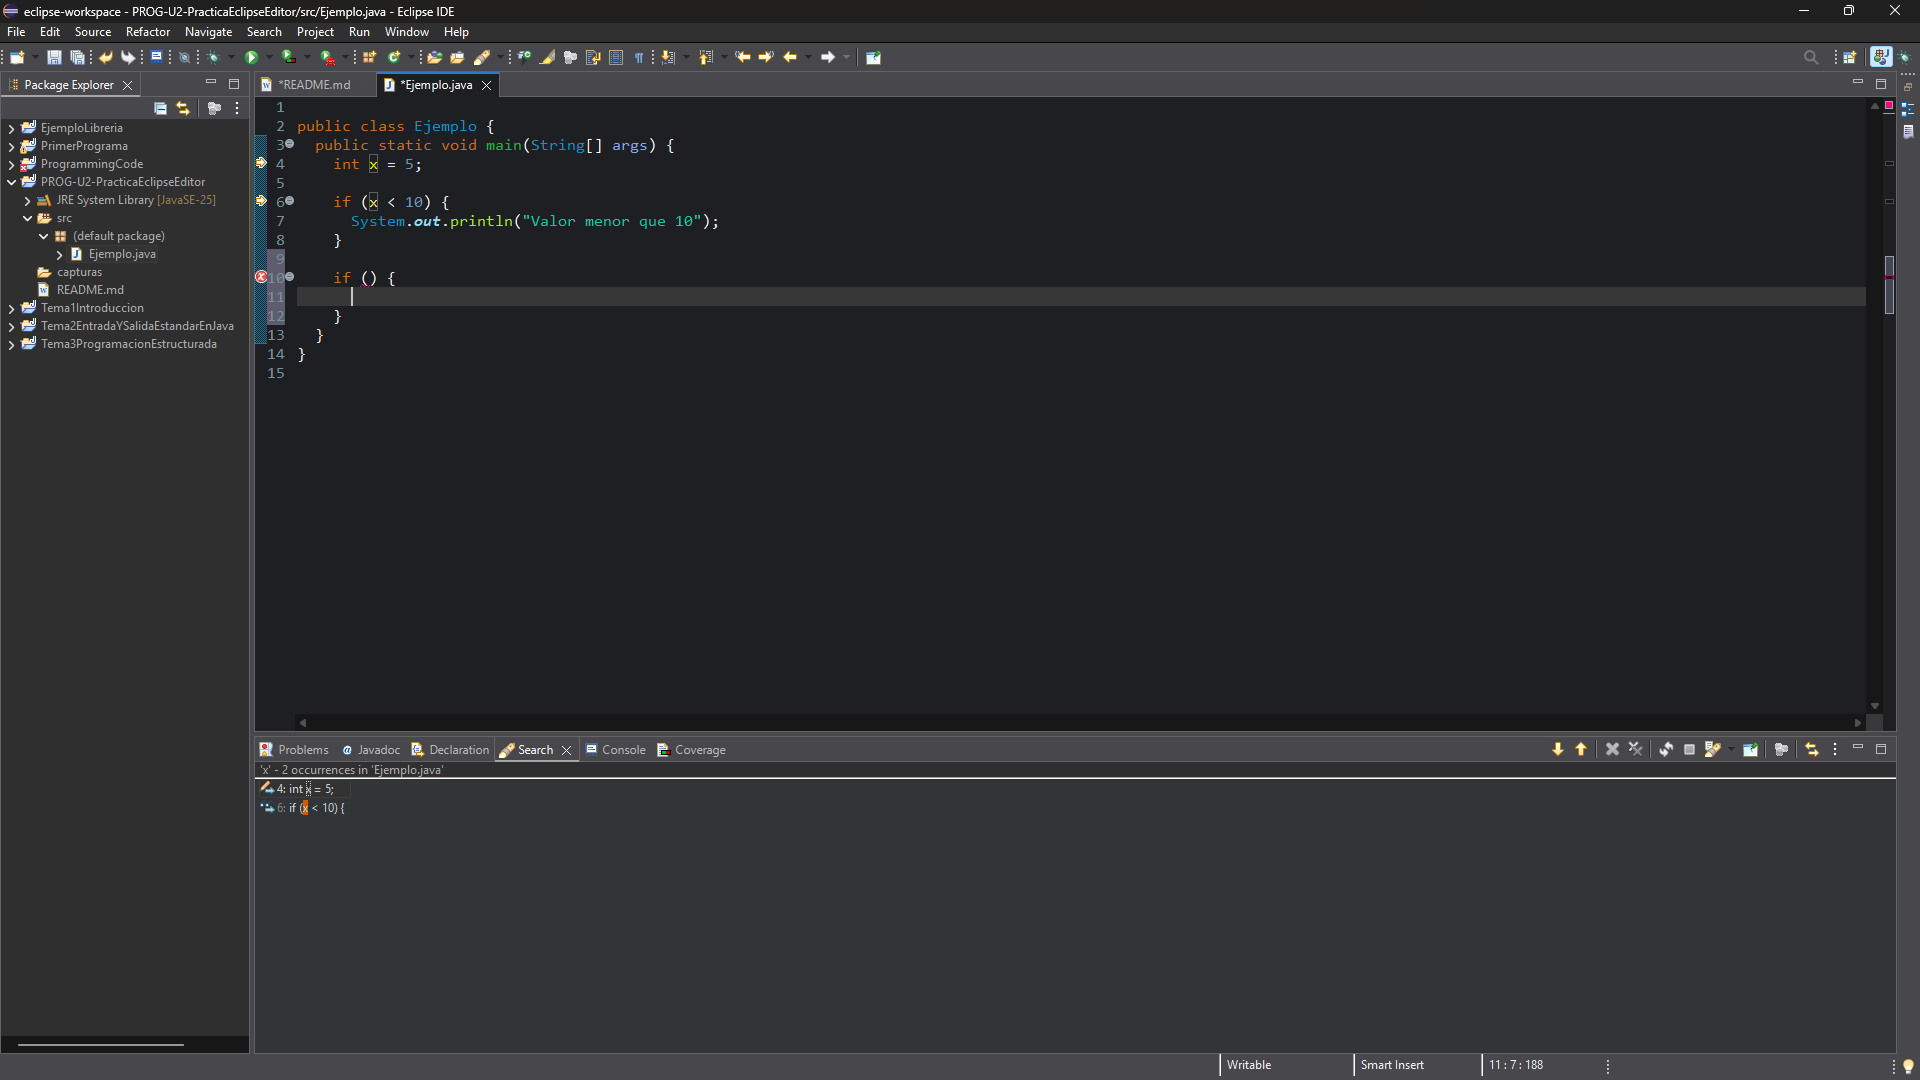 eclipse-workspace - PROG-U2-PracticaEclipseEditor/src/Ejemplo.java - Eclipse IDE
File Edit Source Refactor Navigate Search Project Run Window Help
Package Explorer
*README.md
*Ejemplo.java
EjemploLibreria
PrimerPrograma
ProgrammingCode
PROG-U2-PracticaEclipseEditor
JRE System Library [JavaSE-25]
src
(default package)
Ejemplo.java
capturas
README.md
Tema1Introduccion
Tema2EntradaYSalidaEstandarEnJava
Tema3ProgramacionEstructurada
1
2 public class Ejemplo {
3 public static void main(String[] args) {
4 int x = 5;
5
6 if (x < 10) {
7 System.out.println("Valor menor que 10");
8 }
9
10 if () {
11
12 }
13 }
14 }
15
Problems Javadoc Declaration Search Console Coverage
'x' - 2 occurrences in 'Ejemplo.java'
4: int x = 5;
6: if (x < 10) {
Writable Smart Insert 11 : 7 : 188